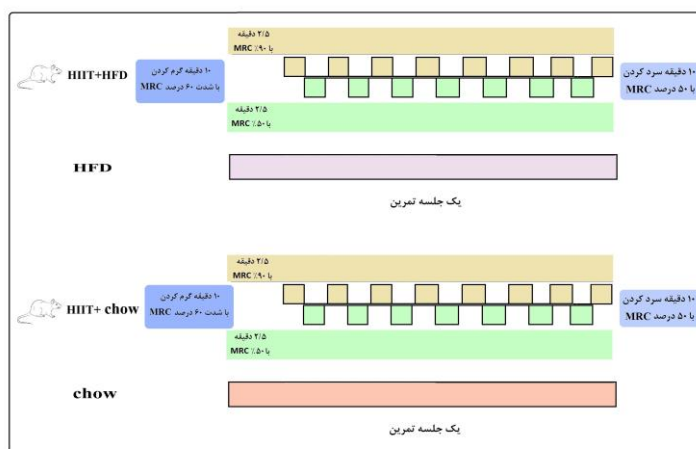 ۲/۵ دقیقه
با ۹۰٪ MRC
HIIT+HFD
۱۰ دقیقه گرم کردن
با شدت ۶۰ درصد MRC
۱۰ دقیقه سرد کردن
با ۵۰ درصد MRC
۲/۵ دقیقه
با ۵۰٪ MRC
HFD
یک جلسه تمرین
۲/۵ دقیقه
با ۹۰٪ MRC
HIIT+ chow
۱۰ دقیقه گرم کردن
با شدت ۶۰ درصد MRC
۱۰ دقیقه سرد کردن
با ۵۰ درصد MRC
۲/۵ دقیقه
با ۵۰٪ MRC
chow
یک جلسه تمرین